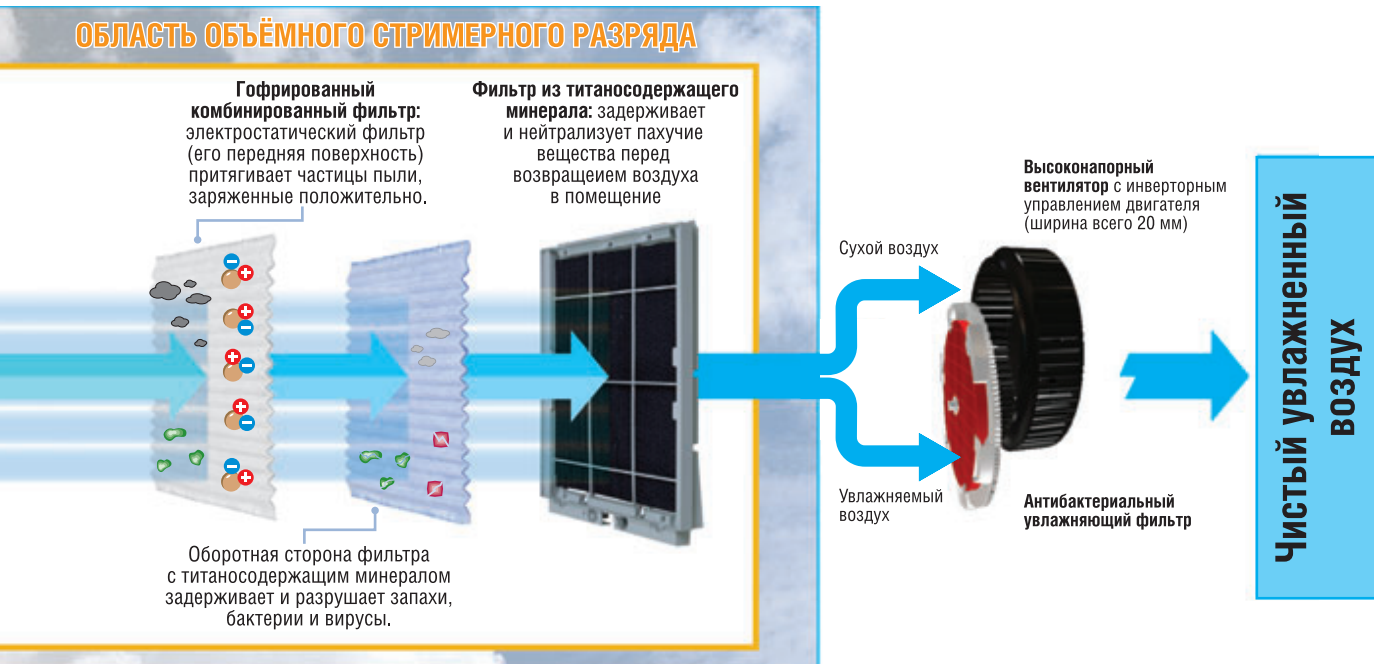 ОБЛАСТЬ ОБЪЁМНОГО СТРИМЕРНОГО РАЗРЯДА
Гофрированный
комбинированный фильтр:
электростатический фильтр
(его передняя поверхность)
притягивает частицы пыли,
заряженные положительно.
Фильтр из титаносодержащего
минерала: задерживает
и нейтрализует пахучие
вещества перед
возвращеием воздуха
в помещение
Оборотная сторона фильтра
с титаносодержащим минералом
задерживает и разрушает запахи,
бактерии и вирусы.
Сухой воздух
Увлажняемый
воздух
Высоконапорный
вентилятор с инверторным
управлением двигателя
(ширина всего 20 мм)
Антибактериальный
увлажняющий фильтр
Чистый увлажненный
воздух